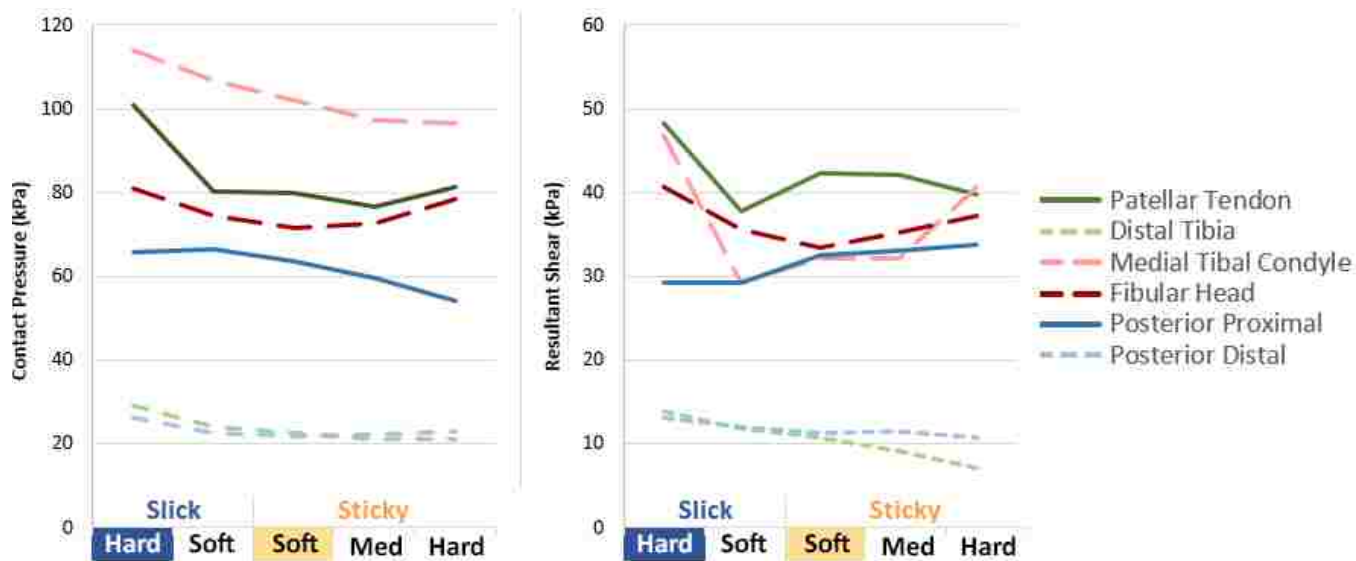 Contact Pressure (kPa)
120
100
80
60
40
20
0
Slick
Sticky
Hard
Soft
Soft
Med
Hard
Resultant Shear (kPa)
60
50
40
30
20
10
0
Slick
Sticky
Hard
Soft
Soft
Med
Hard
Patellar Tendon
Distal Tibia
Medial Tibal Condyle
Fibular Head
Posterior Proximal
Posterior Distal